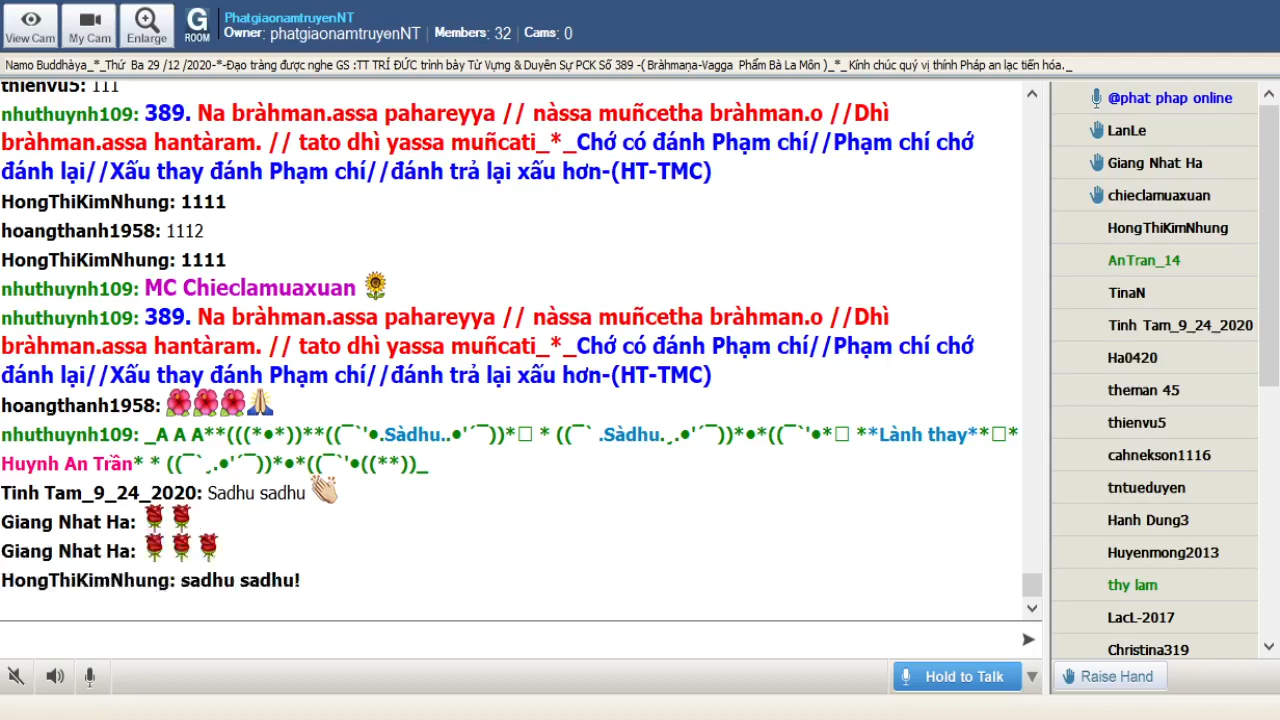 View Cam
My Cam
Enlarge
G
ROOM
PhatgiaonamtruyenNT
Owner: phatgiaonamtruyenNT | Members: 32 | Cams: 0
Namo Buddhàya_*_Thứ Ba 29 /12 /2020-*-Đạo tràng được nghe GS :TT TRÍ ĐỨC trình bày Từ Vựng & Duyên Sự PCK Số 389 -( Bràhmaṇa-Vagga Phẩm Bà La Môn )_*_ Kính chúc quý vị thính Pháp an lạc tiến hóa._
thienvu5: 111
nhuthuynh109: 389. Na bràhman.assa pahareyya // nàssa muñcetha bràhman.o //Dhì
bràhman.assa hantàram. // tato dhì yassa muñcati_*_Chớ có đánh Phạm chí//Phạm chí chớ
đánh lại//Xấu thay đánh Phạm chí//đánh trả lại xấu hơn-(HT-TMC)
HongThiKimNhung: 1111
hoangthanh1958: 1112
HongThiKimNhung: 1111
nhuthuynh109: MC Chieclamuaxuan
nhuthuynh109: 389. Na bràhman.assa pahareyya // nàssa muñcetha bràhman.o //Dhì
bràhman.assa hantàram. // tato dhì yassa muñcati_*_Chớ có đánh Phạm chí//Phạm chí chớ
đánh lại//Xấu thay đánh Phạm chí//đánh trả lại xấu hơn-(HT-TMC)
hoangthanh1958:
nhuthuynh109: _A A A**(((*•*))**((¯`'•.Sàdhu..•'´¯))*□ * ((¯` .Sàdhu.¸.•'´¯))*•*((¯`'•*□ **Lành thay**□*
Huynh An Trần* * ((¯`¸.•'´¯))*•*((¯`'•((**))_
Tinh Tam_9_24_2020: Sadhu sadhu
Giang Nhat Ha:
Giang Nhat Ha:
HongThiKimNhung: sadhu sadhu!
Hold to Talk
@phat phap online
LanLe
Giang Nhat Ha
chieclamuaxuan
HongThiKimNhung
AnTran_14
TinaN
Tinh Tam_9_24_2020
Ha0420
theman 45
thienvu5
cahnekson1116
tntueduyen
Hanh Dung3
Huyenmong2013
thy lam
LacL-2017
Christina319
Raise Hand